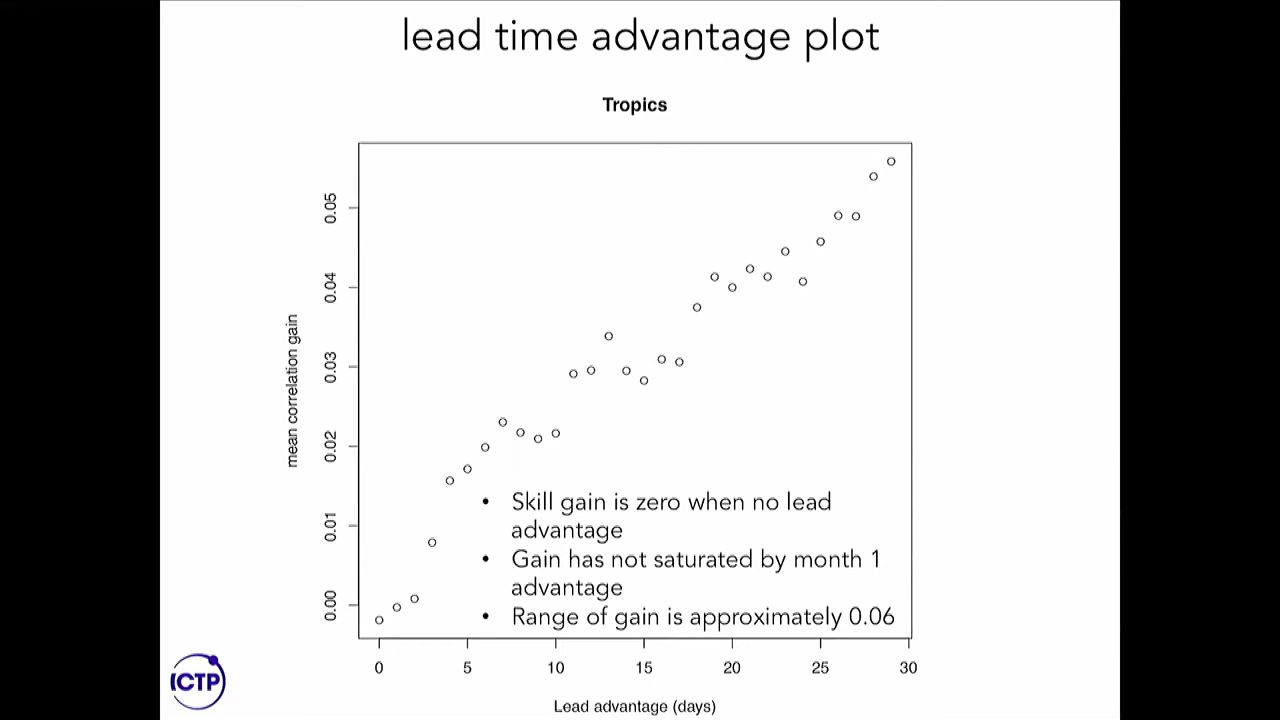 lead time advantage plot
Tropics
mean correlation gain
0.05
0.04
0.03
0.02
0.01
0.00
• Skill gain is zero when no lead
advantage
• Gain has not saturated by month 1
advantage
• Range of gain is approximately 0.06
0 5 10 15 20 25 30
Lead advantage (days)
ICTP